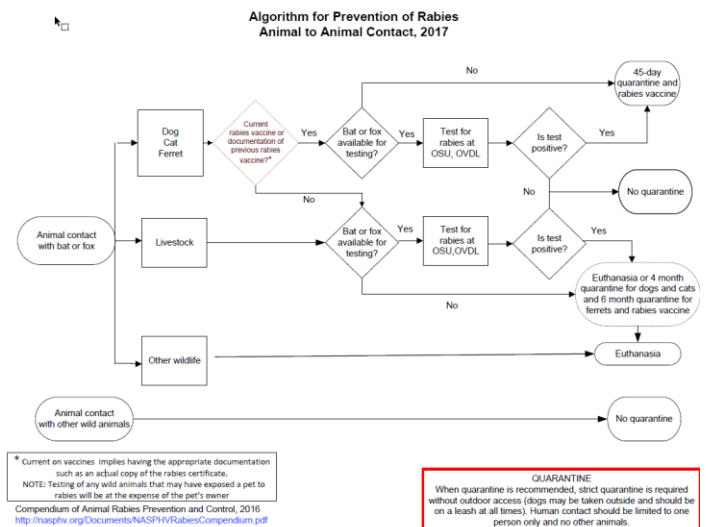 Algorithm for Prevention of Rabies
Animal to Animal Contact, 2017
No
45-day
quarantine and
rabies vaccine
Dog
Cat
Ferret
Current
rabies vaccine or
documentation of
previous rabies
vaccine?*
Yes
Bat or fox
available for
testing?
Yes
Test for
rabies at
OSU, OVDL
Is test
positive?
Yes
No
No
No quarantine
Animal contact
with bat or fox
Livestock
Bat or fox
available for
testing?
Yes
Test for
rabies at
OSU,OVDL
Is test
positive?
Yes
No
Euthanasia or 4 month
quarantine for dogs and cats
and 6 month quarantine for
ferrets and rabies vaccine
Other wildlife
Euthanasia
Animal contact
with other wild animals
No quarantine
* Current on vaccines implies having the appropriate documentation
such as an actual copy of the rabies certificate.
NOTE: Testing of any wild animals that may have exposed a pet to
rabies will be at the expense of the pet's owner
Compendium of Animal Rabies Prevention and Control, 2016
http://nasphv.org/Documents/NASPHVRabiesCompendium.pdf
QUARANTINE
When quarantine is recommended, strict quarantine is required
without outdoor access (dogs may be taken outside and should be
on a leash at all times). Human contact should be limited to one
person only and no other animals.